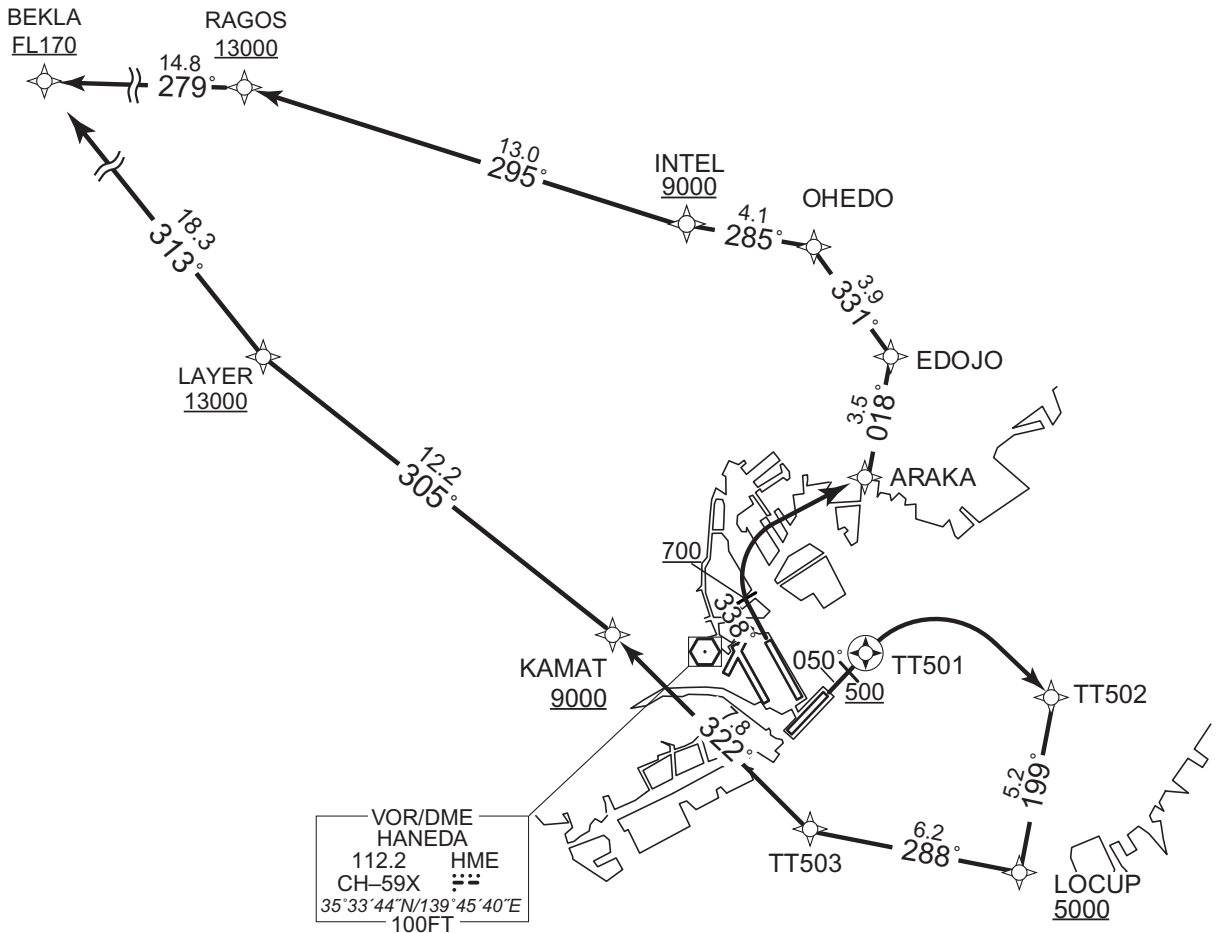 BEKLA
FL170
RAGOS
13000
14.8
279°
13.0
295°
INTEL
9000
4.1
285°
OHEDO
3.9
331°
EDOJO
3.5
018°
ARAKA
18.3
313°
LAYER
13000
12.2
305°
700
338°
KAMAT
9000
050°
500
TT501
TT502
7.8
322°
5.2
199°
TT503
6.2
288°
LOCUP
5000
VOR/DME
HANEDA
112.2 HME
CH–59X
35°33´44˝N/139°45´40˝E
100FT